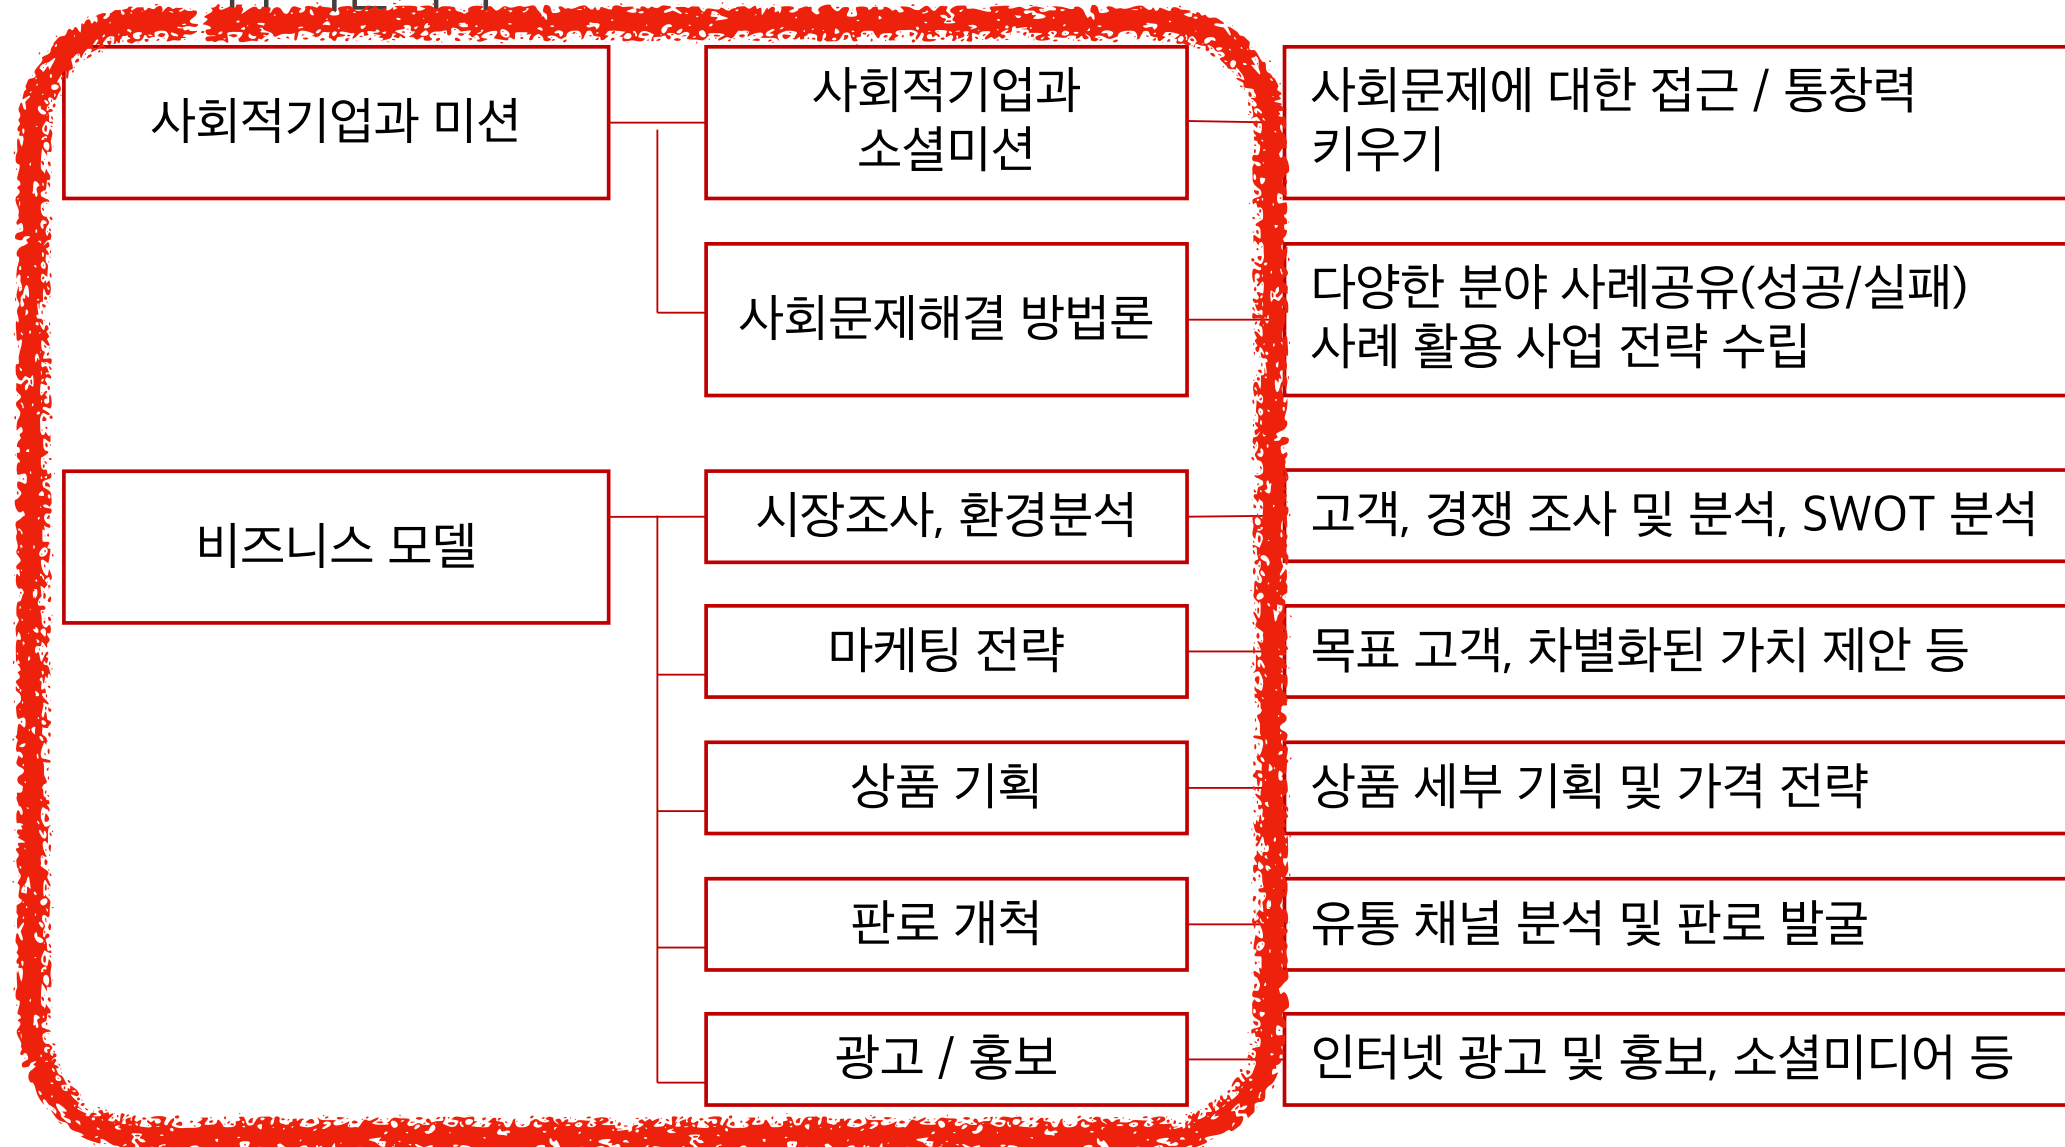 사회적기업과 미션
사회적기업과
소셜미션
사회문제에 대한 접근 / 통창력
키우기
사회문제해결 방법론
다양한 분야 사례공유(성공/실패)
사례 활용 사업 전략 수립
비즈니스 모델
시장조사, 환경분석
고객, 경쟁 조사 및 분석, SWOT 분석
마케팅 전략
목표 고객, 차별화된 가치 제안 등
상품 기획
상품 세부 기획 및 가격 전략
판로 개척
유통 채널 분석 및 판로 발굴
광고 / 홍보
인터넷 광고 및 홍보, 소셜미디어 등